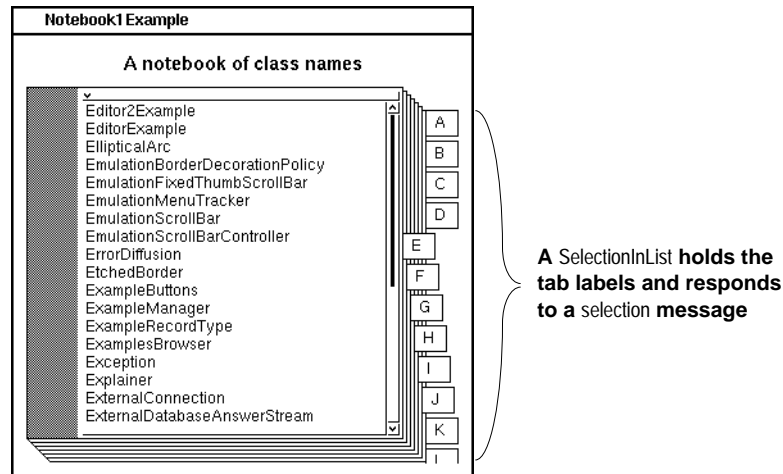 Notebook1 Example
A notebook of class names
Editor2Example
EditorExample
EllipticalArc
EmulationBorderDecorationPolicy
EmulationFixedThumbScrollBar
EmulationMenuTracker
EmulationScrollBar
EmulationScrollBarController
ErrorDiffusion
EtchedBorder
ExampleButtons
ExampleManager
ExampleRecordType
ExamplesBrowser
Exception
Explainer
ExternalConnection
ExternalDatabaseAnswerStream
A
B
C
D
E
F
G
H
I
J
K
A SelectionInList holds the
tab labels and responds
to a selection message